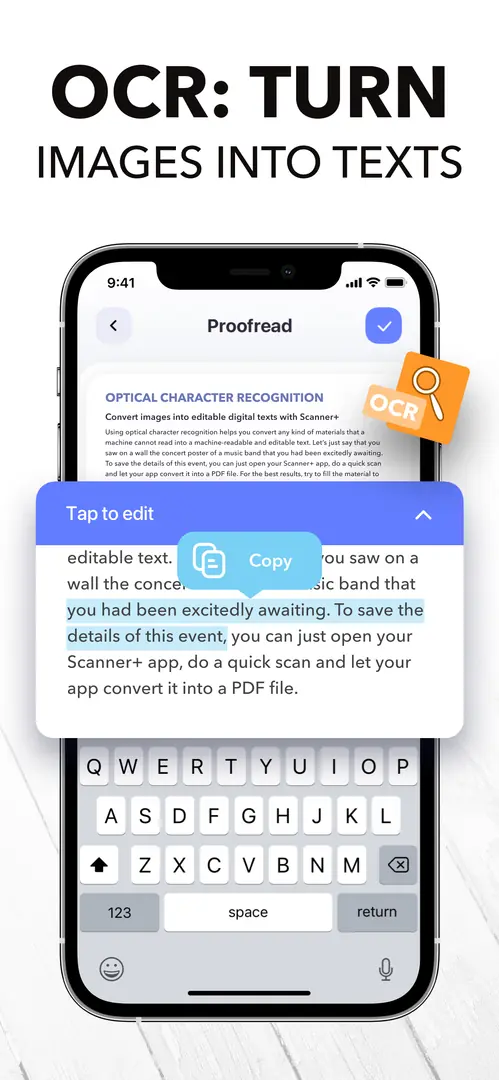 OCR: TURN
IMAGES INTO TEXTS
9:41
Proofread
OPTICAL CHARACTER RECOGNITION
Convert images into editable digital texts with Scanner+
Using optical character recognition helps you convert any kind of materials that a
machine cannot read into a machine-readable and editable text. Let's just say that you
saw on a wall the concert poster of a music band that you had been excitedly awaiting.
To save the details of this event, you can just open your Scanner+ app, do a quick scan
and let your app convert it into a PDF file. For the best results, try to fill the material to
OCR
Tap to edit
Copy
editable text. you saw on a
wall the conce sic band that
you had been excitedly awaiting. To save the
details of this event, you can just open your
Scanner+ app, do a quick scan and let your
app convert it into a PDF file.
Q W E R T Y U I O P
A S D F G H J K L
Z X C V B N M
123 space return